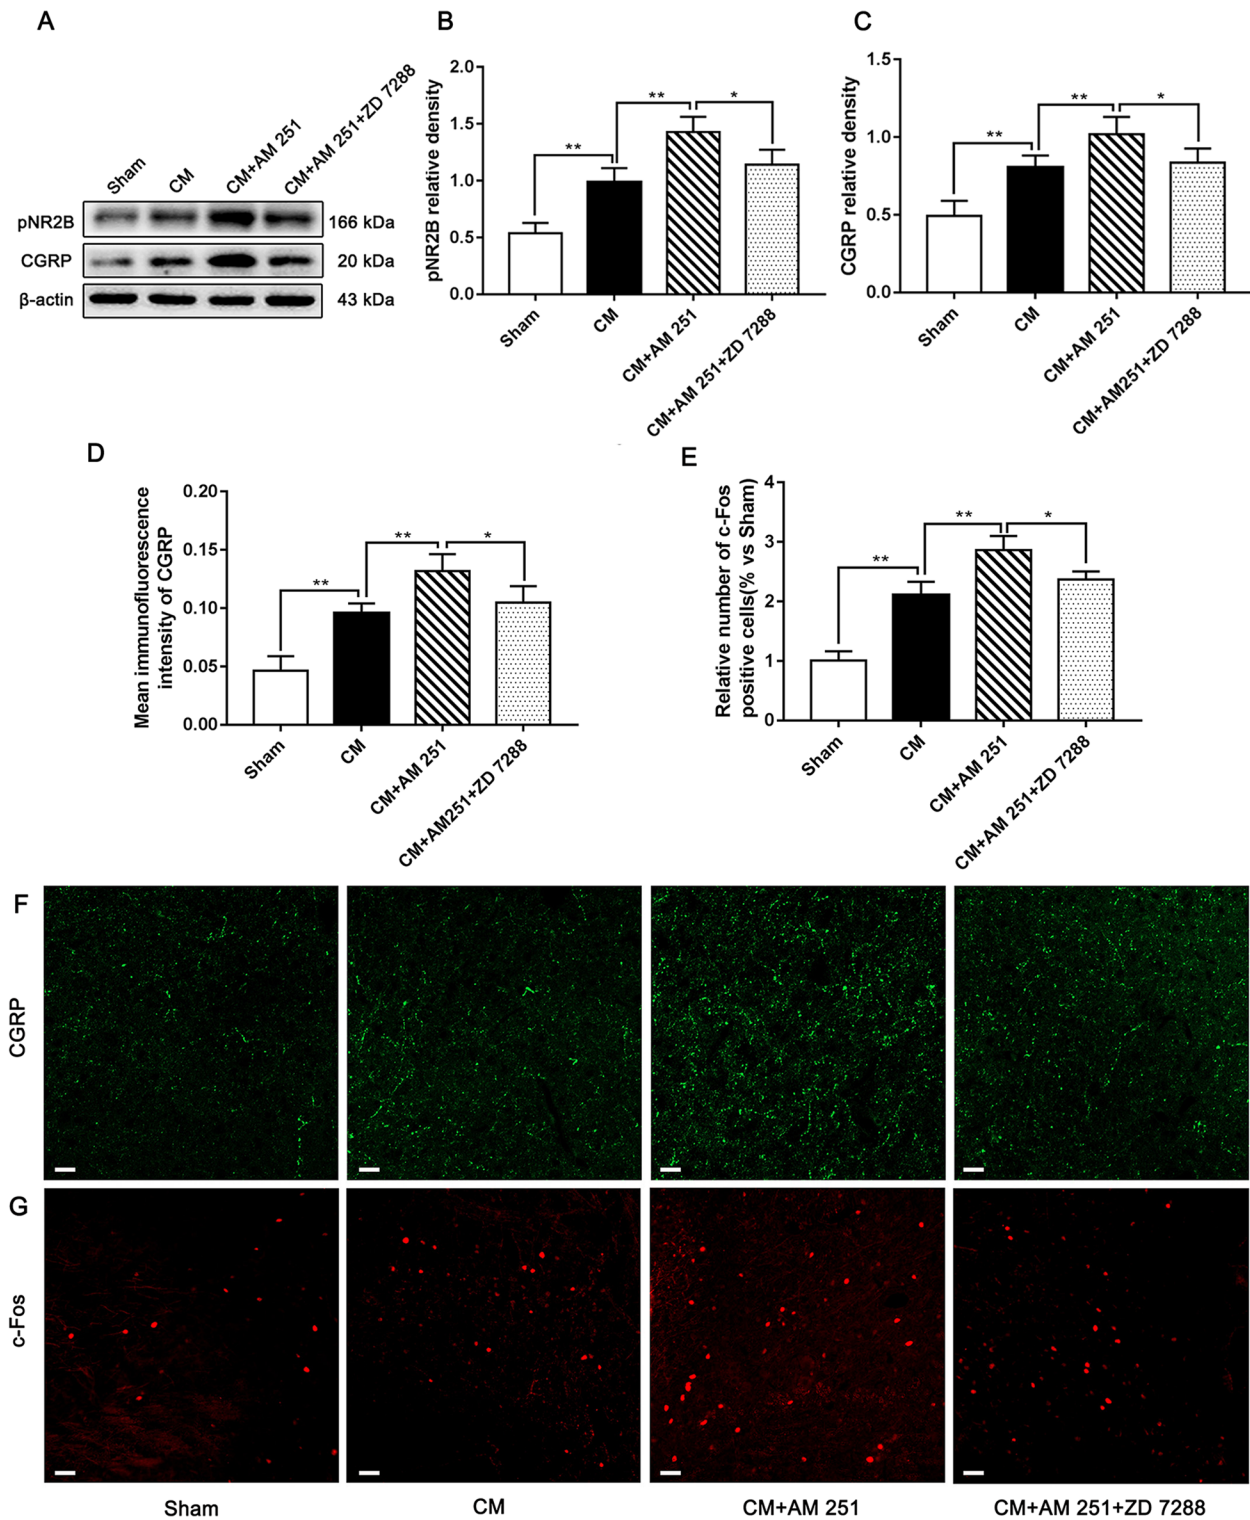 A
Sham
CM
CM+AM 251
CM+AM 251+ZD 7288
pNR2B
166 kDa
CGRP
20 kDa
β-actin
43 kDa
B
pNR2B relative density
2.0
1.5
1.0
0.5
0.0
**
**
*
Sham
CM
CM+AM 251
CM+AM 251+ZD 7288
C
CGRP relative density
1.5
1.0
0.5
0.0
**
**
*
Sham
CM
CM+AM 251
CM+AM251+ZD 7288
D
Mean immunofluorescence
intensity of CGRP
0.20
0.15
0.10
0.05
0.00
**
**
*
Sham
CM
CM+AM 251
CM+AM251+ZD 7288
E
Relative number of c-Fos
positive cells(% vs Sham)
4
3
2
1
0
**
**
*
Sham
CM
CM+AM 251
CM+AM 251+ZD 7288
F
CGRP
G
c-Fos
Sham
CM
CM+AM 251
CM+AM 251+ZD 7288